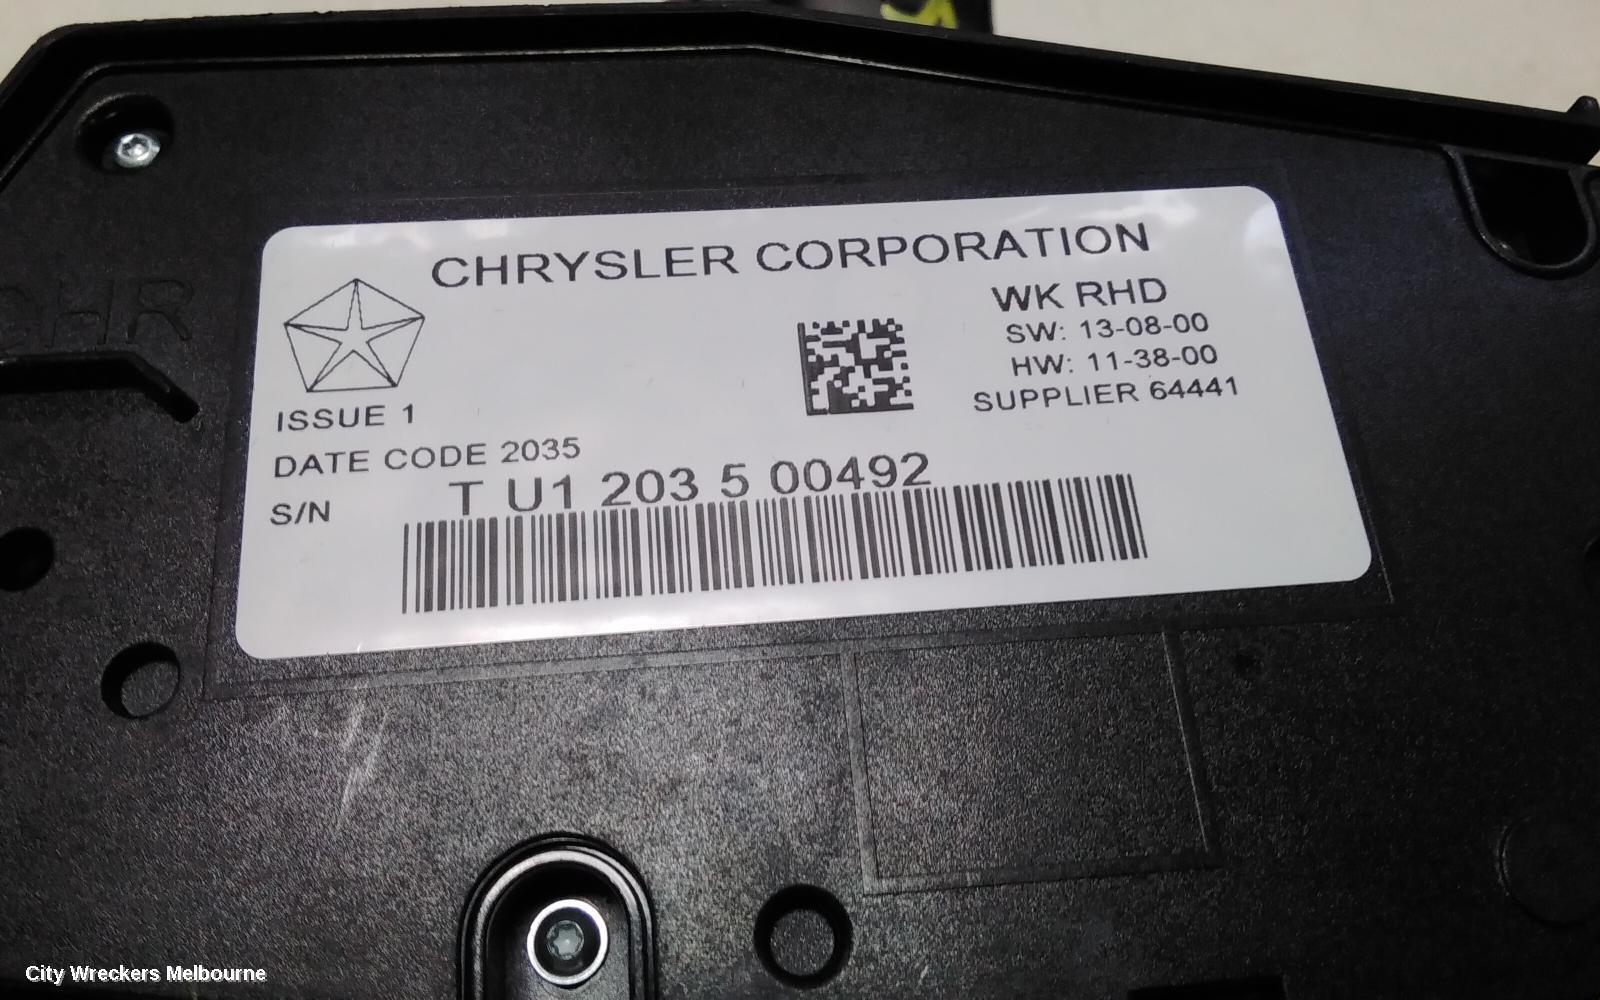 CHRYSLER CORPORATION
WK RHD
SW: 13-08-00
HW: 11-38-00
SUPPLIER 64441
ISSUE 1
DATE CODE 2035
S/N T U1 203 5 00492
CHR
City Wreckers Melbourne